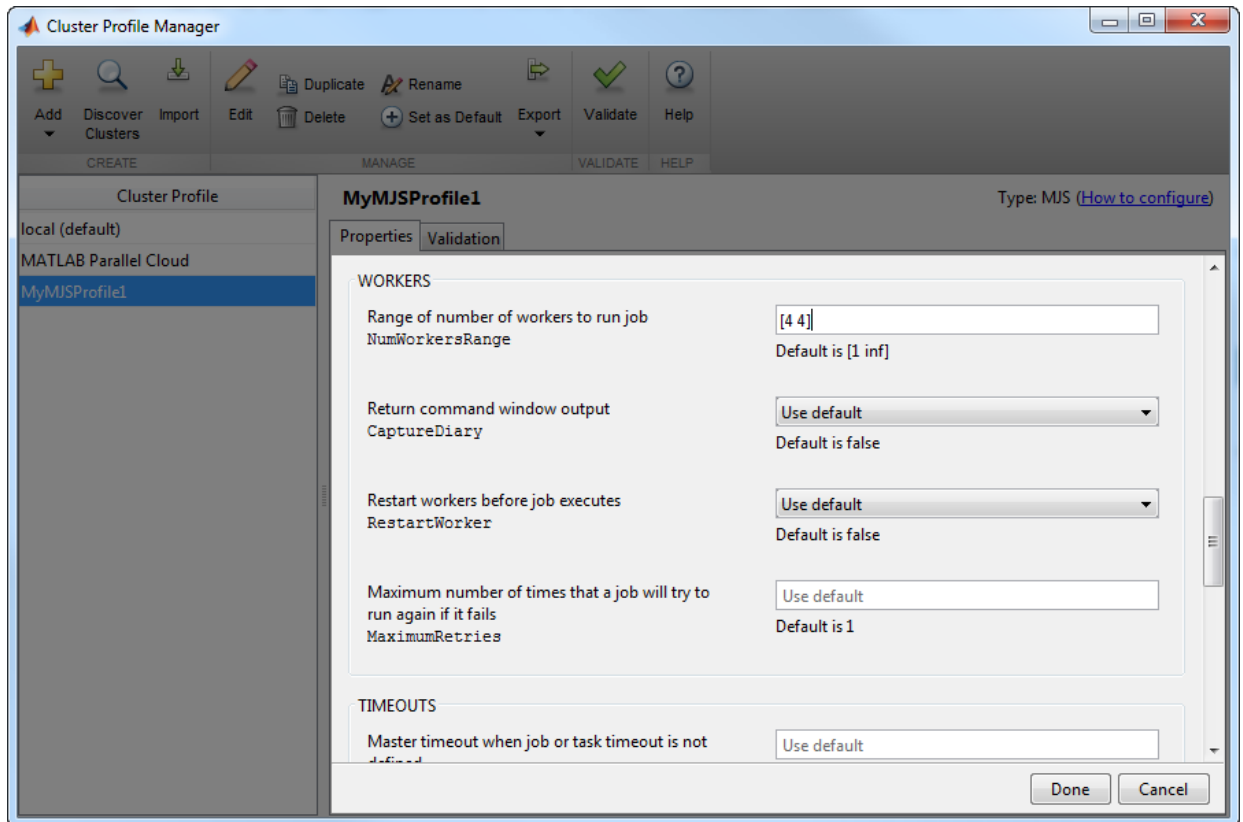 Cluster Profile Manager
Add
Discover Clusters
Import
Edit
Duplicate
Delete
Rename
Set as Default
Export
Validate
Help
CREATE
MANAGE
VALIDATE
HELP
Cluster Profile
local (default)
MATLAB Parallel Cloud
MyMJSProfile1
MyMJSProfile1
Type: MJS (How to configure)
Properties
Validation
WORKERS
Range of number of workers to run job
NumWorkersRange
[4 4]
Default is [1 inf]
Return command window output
CaptureDiary
Use default
Default is false
Restart workers before job executes
RestartWorker
Use default
Default is false
Maximum number of times that a job will try to
run again if it fails
MaximumRetries
Use default
Default is 1
TIMEOUTS
Master timeout when job or task timeout is not
defined
Use default
Done
Cancel